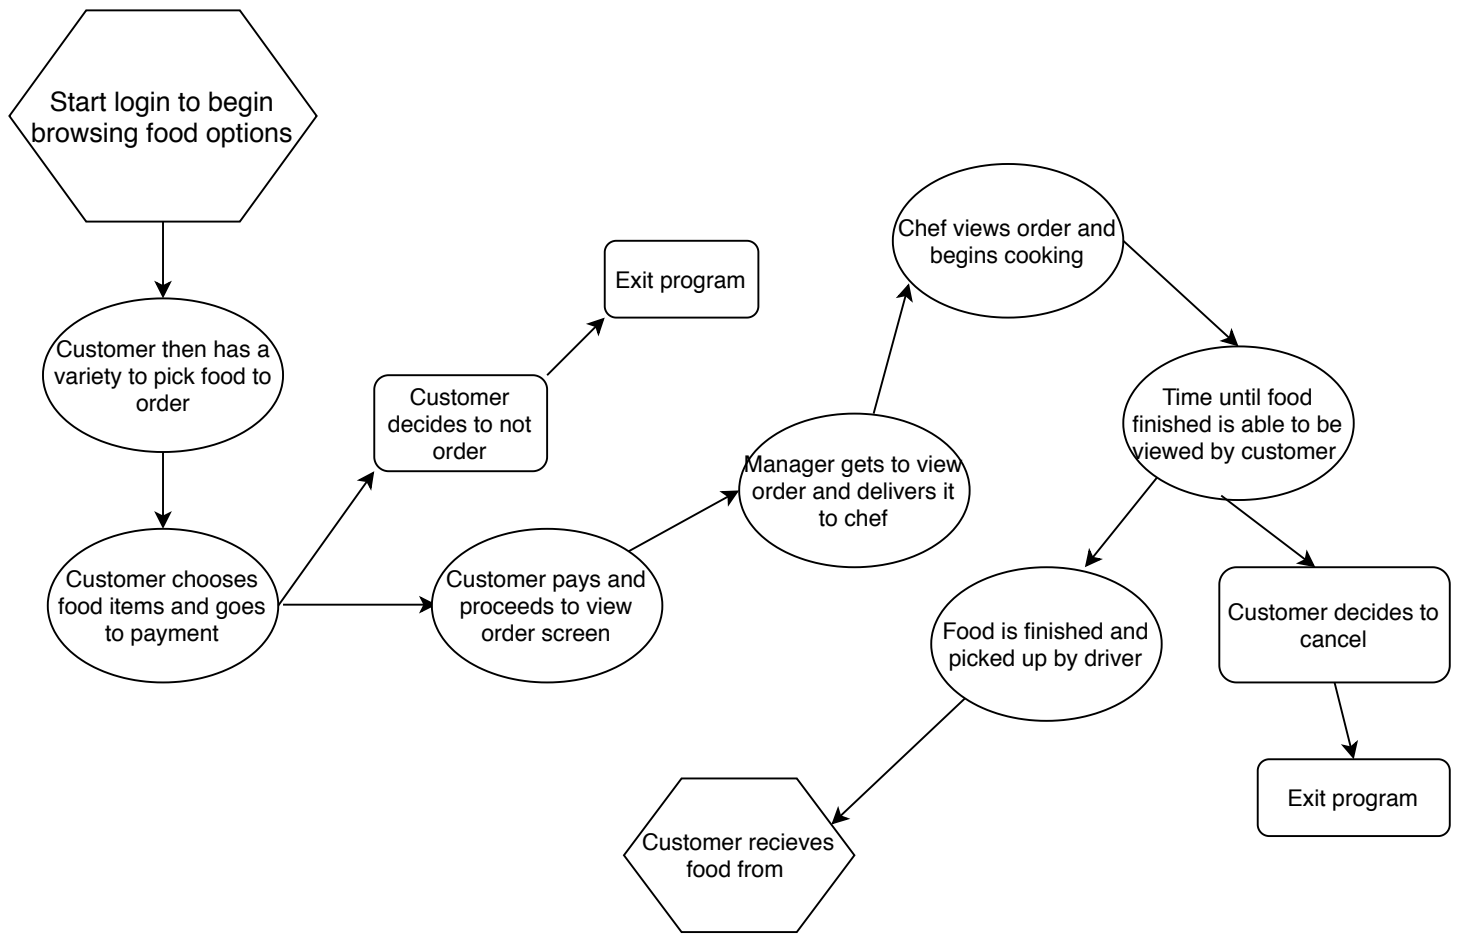 Start login to begin
browsing food options
Customer then has a
variety to pick food to
order
Customer chooses
food items and goes
to payment
Customer
decides to not
order
Exit program
Customer pays and
proceeds to view
order screen
Manager gets to view
order and delivers it
to chef
Chef views order and
begins cooking
Time until food
finished is able to be
viewed by customer
Food is finished and
picked up by driver
Customer recieves
food from
Customer decides to
cancel
Exit program